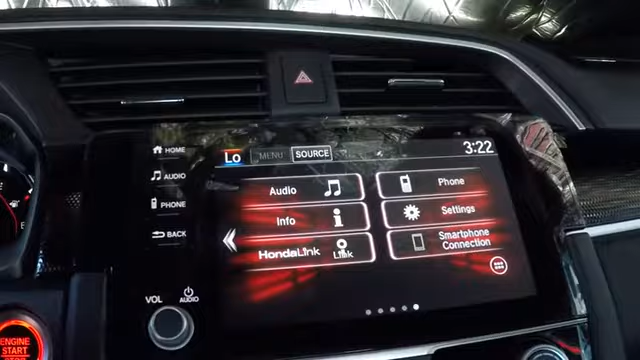 HOME
AUDIO
PHONE
BACK
VOL
AUDIO
Lo
MENU
SOURCE
3:22
Audio
Phone
Info
Settings
HondaLink
Link
Smartphone
Connection
ENGINE
START
STOP